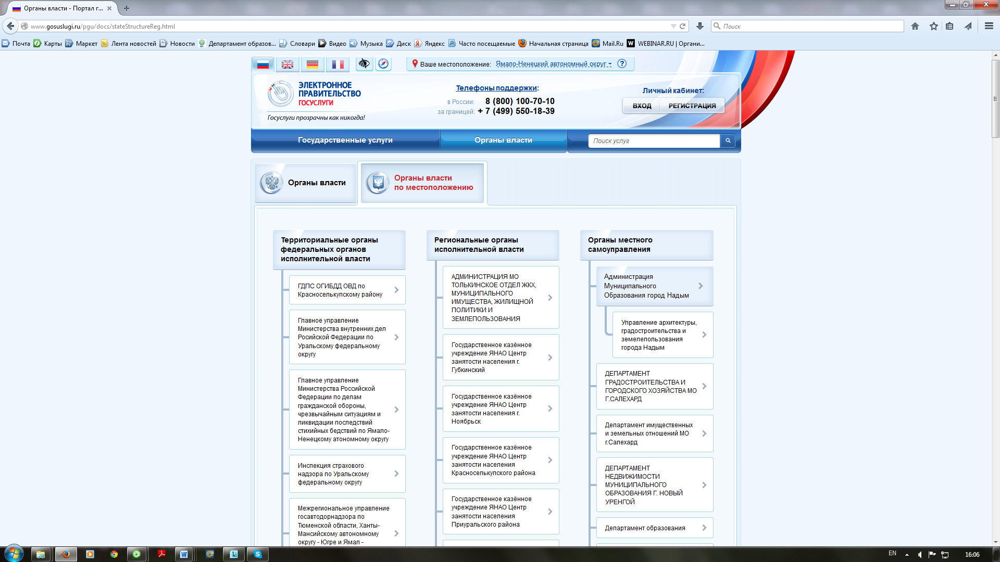 Органы власти - Портал г...
www.gosuslugi.ru/pgu/docs/stateStructureReg.html
Поиск
Почта
Карты
Маркет
Лента новостей
Новости
Департамент образов...
Словари
Видео
Музыка
Диск
Яндекс
Часто посещаемые
Начальная страница
Mail.Ru
WEBINAR.RU | Органи...
Ваше местоположение: Ямало-Ненецкий автономный округ
ЭЛЕКТРОННОЕ
ПРАВИТЕЛЬСТВО
ГОСУСЛУГИ
Госуслуги прозрачны как никогда!
Телефоны поддержки:
в России: 8 (800) 100-70-10
за границей: + 7 (499) 550-18-39
Личный кабинет:
ВХОД
РЕГИСТРАЦИЯ
Государственные услуги
Органы власти
Поиск услуг
Органы власти
Органы власти
по местоположению
Территориальные органы
федеральных органов
исполнительной власти
ГДПС ОГИБДД ОВД по
Красноселькупскому району
Главное управление
Министерства внутренних дел
Росийской Федерации по
Уральскому федеральному
округу
Главное управление
Министерства Российской
Федерации по делам
гражданской обороны,
чрезвычайным ситуациям и
ликвидации последствий
стихийных бедствий по Ямало-
Ненецкому атономному округу
Инспекция страхового
надзора по Уральскому
федеральному округу
Межрегиональное управление
госавтодорнадзора по
Тюменской области, Ханты-
Мансийскому автономному
округу - Югре и Ямал -
Региональные органы
исполнительной власти
АДМИНИСТРАЦИЯ МО
ТОЛЬКИНСКОЕ ОТДЕЛ ЖКХ,
МУНИЦИПАЛЬНОГО
ИМУЩЕСТВА, ЖИЛИЩНОЙ
ПОЛИТИКИ И
ЗЕМЛЕПОЛЬЗОВАНИЯ
Государственное казённое
учреждение ЯНАО Центр
занятости населения г.
Губкинский
Государственное казённое
учреждение ЯНАО Центр
занятости населения г.
Ноябрьск
Государственное казённое
учреждение ЯНАО Центр
занятости населения
Красноселькупского района
Государственное казённое
учреждение ЯНАО Центр
занятости населения
Приуральского района
Органы местного
самоуправления
Администрация
Муниципального
Образования город Надым
Управление архитектуры,
градостроительства и
земелепользования
города Надым
ДЕПАРТАМЕНТ
ГРАДОСТРОИТЕЛЬСТВА И
ГОРОДСКОГО ХОЗЯЙСТВА МО
Г.САЛЕХАРД
Департамент имущественных
и земельных отношений МО
г.Салехард
ДЕПАРТАМЕНТ
НЕДВИЖИМОСТИ
МУНИЦИПАЛЬНОГО
ОБРАЗОВАНИЯ Г. НОВЫЙ
УРЕНГОЙ
Департамент образования
EN
16:06